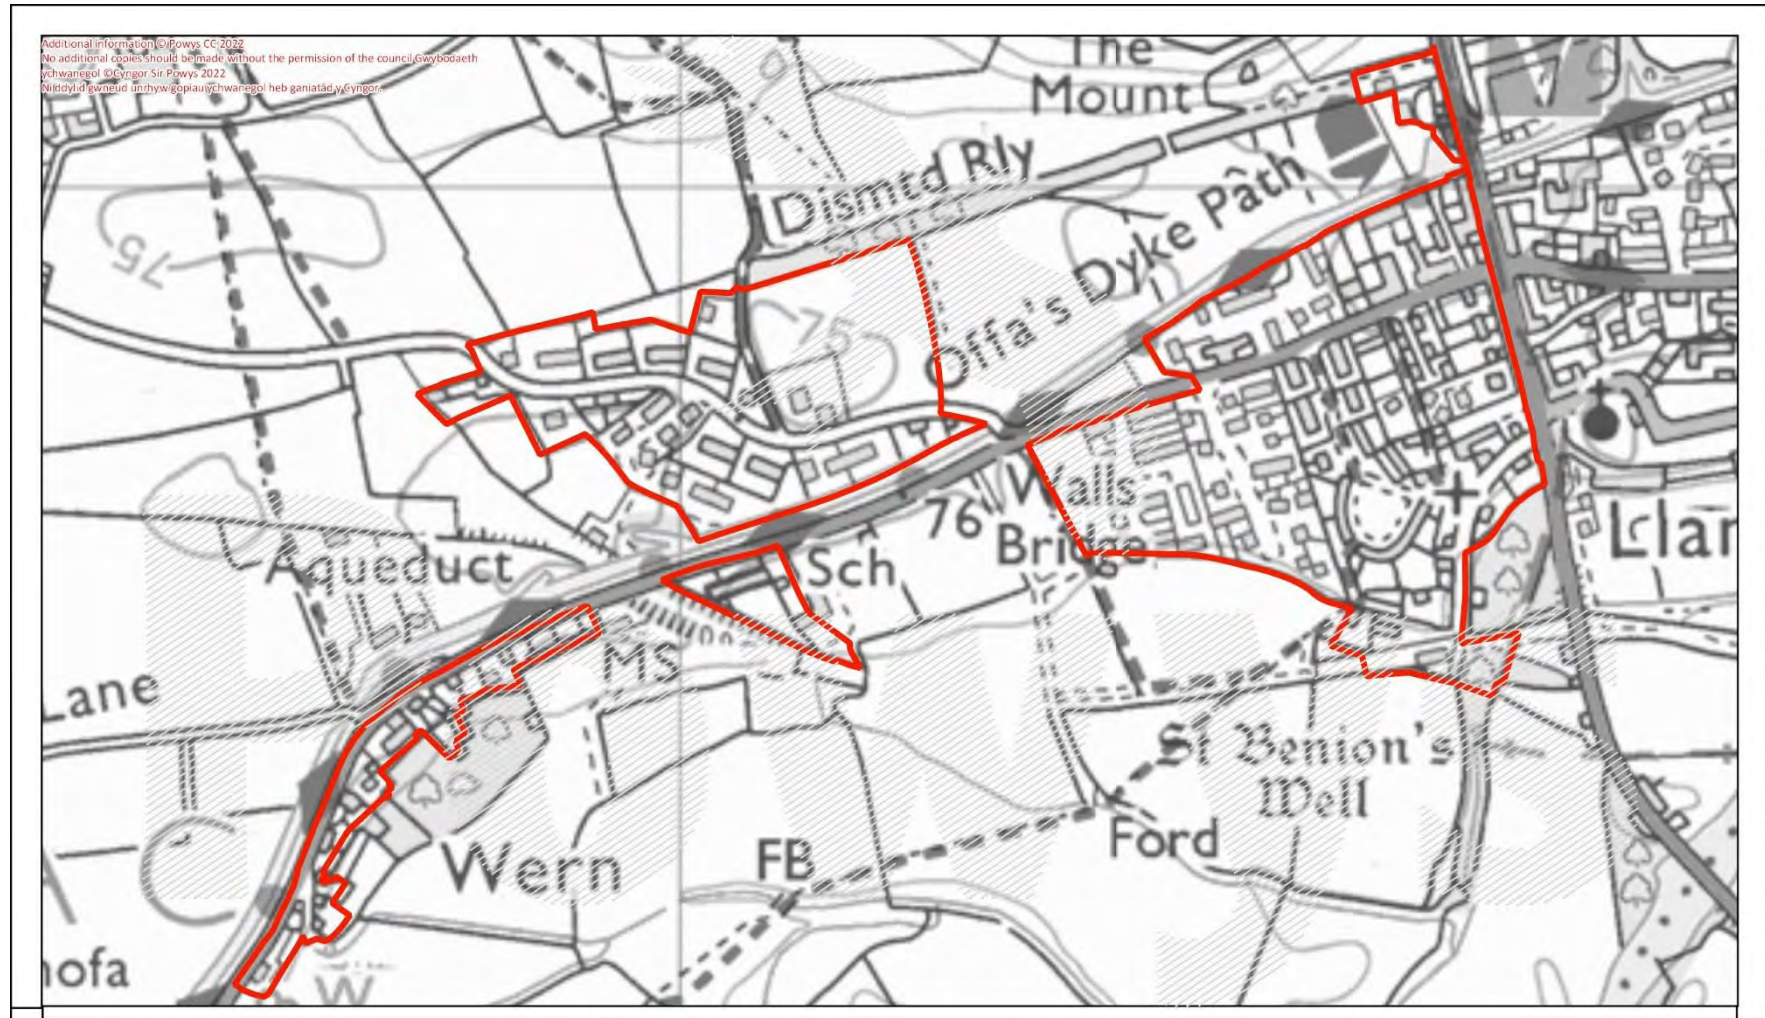 Additional information © Powys CC 2022
No additional copies should be made without the permission of the council Gwybodaeth
ychwanegol ©Cyngor Sir Powys 2022
Ni ddylid gwneud unrhyw gopïau ychwanegol heb ganiatâd y Cyngor.
The
Mount
Dismtd Rly
Offa's Dyke Path
75
75
76
Walls
Bridge
Sch
Aqueduct
MS
Lane
Llan
St Benion's
Well
Ford
FB
Wern
nofa
W